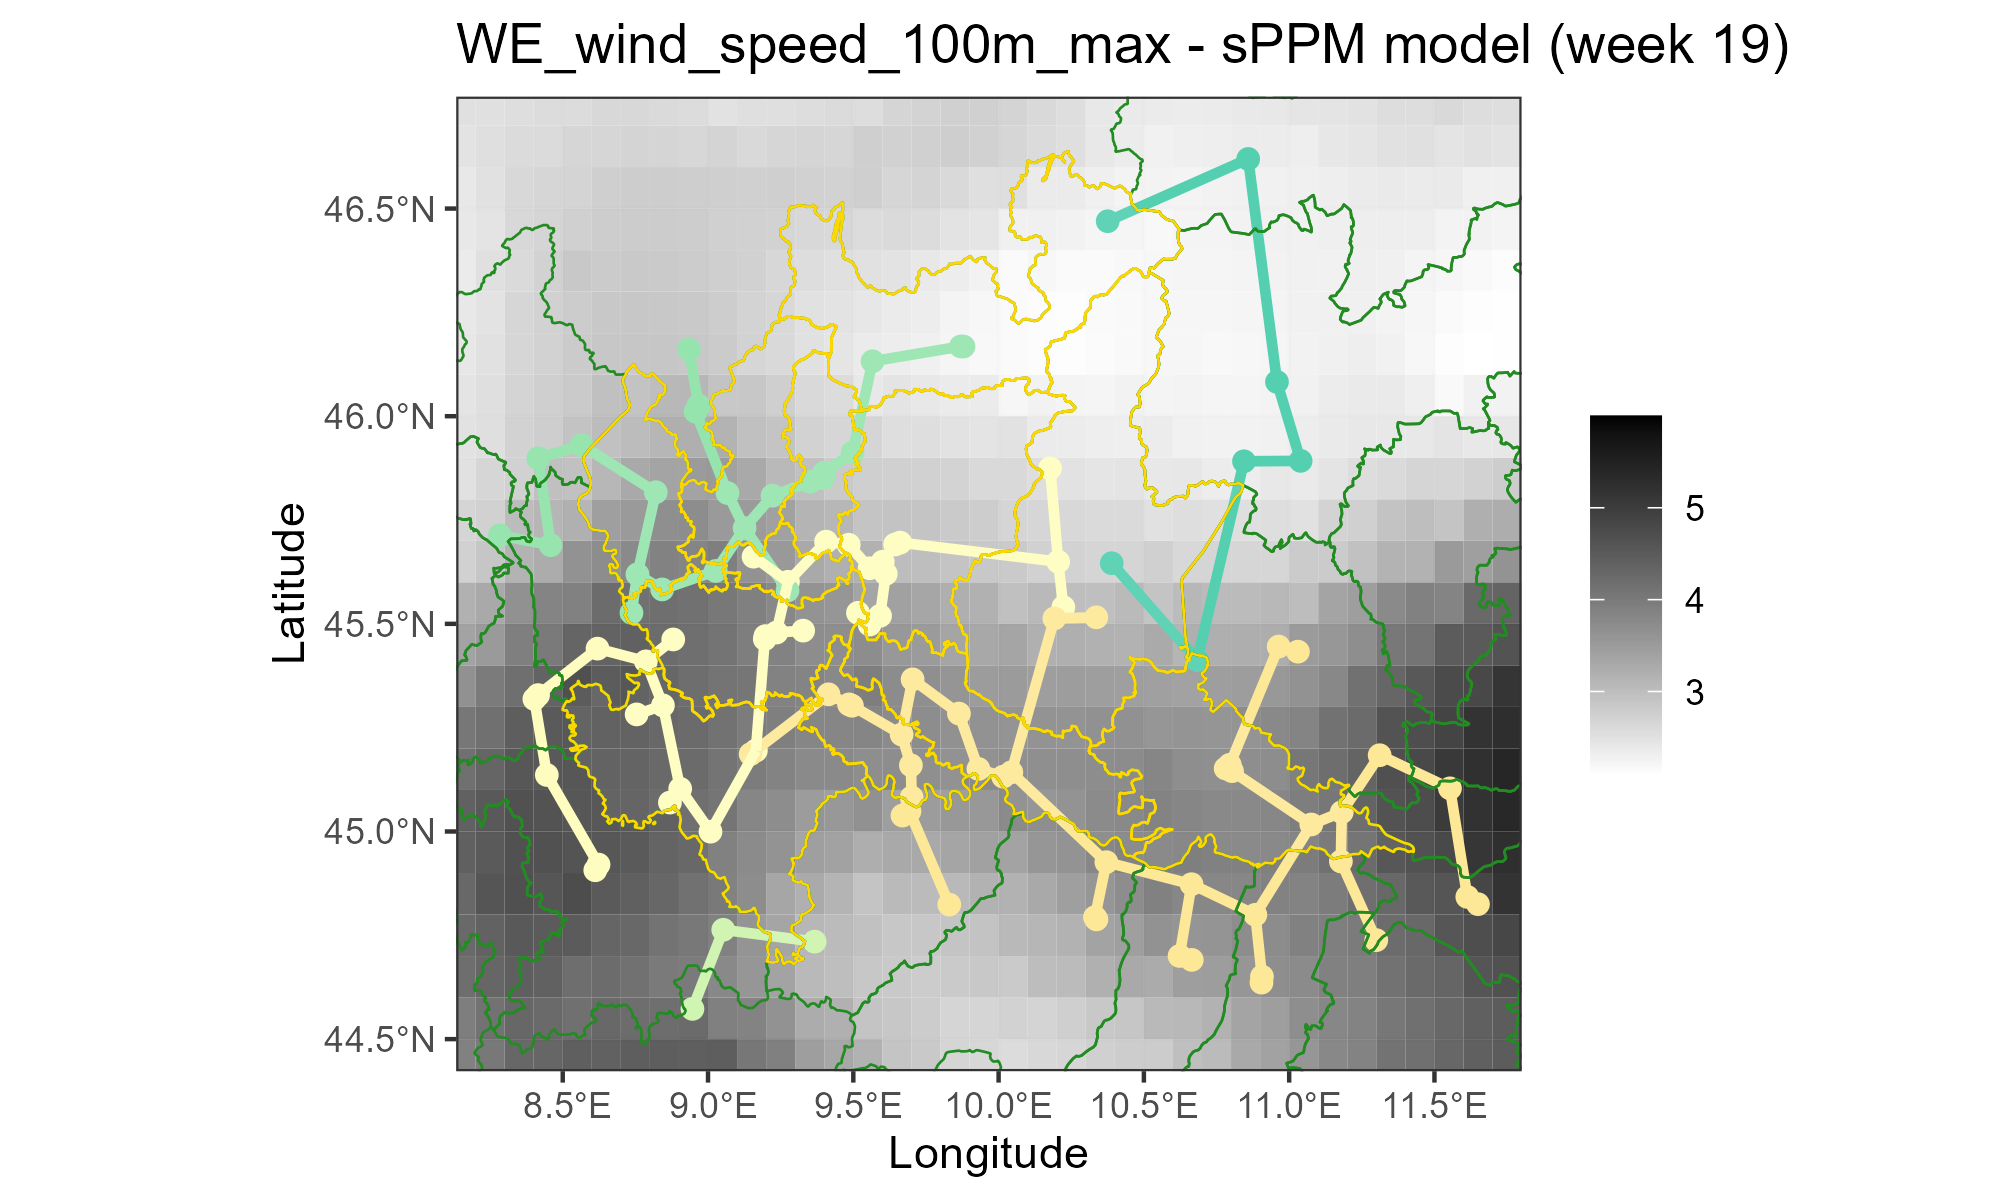 WE_wind_speed_100m_max - sPPM model (week 19)
46.5°N
46.0°N
45.5°N
45.0°N
44.5°N
Latitude
8.5°E 9.0°E 9.5°E 10.0°E 10.5°E 11.0°E 11.5°E
Longitude
5
4
3